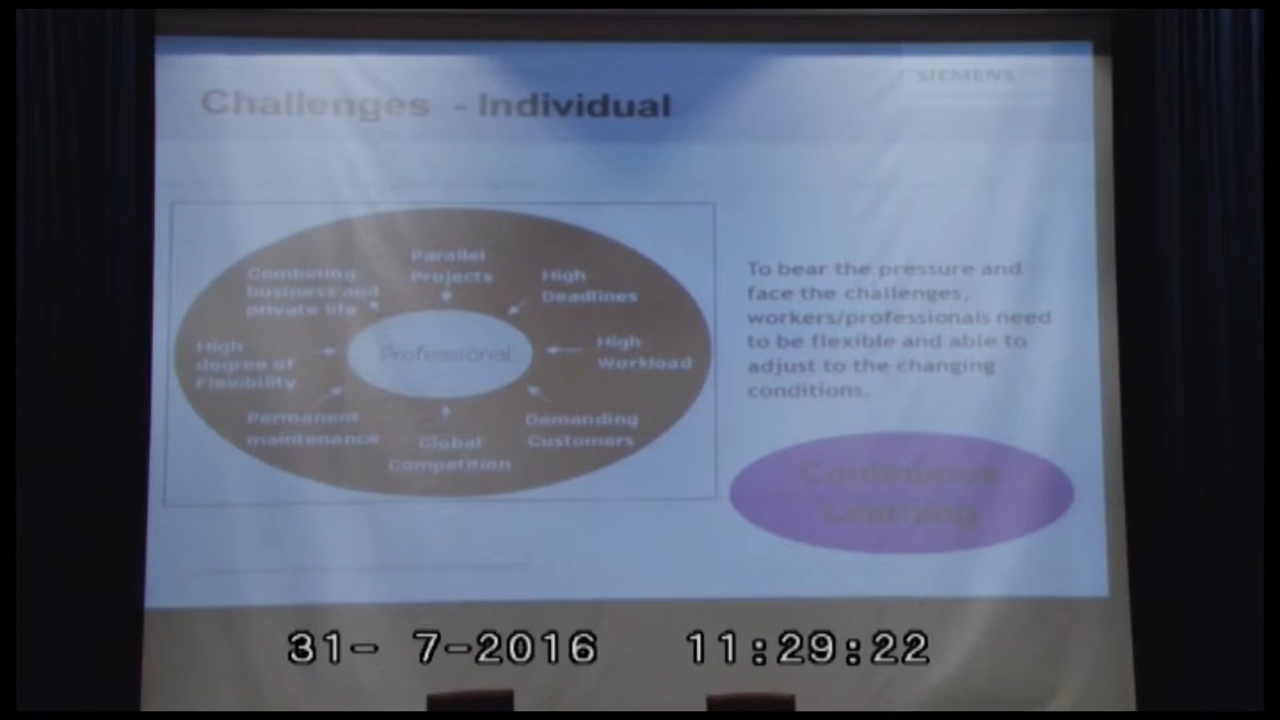 SIEMENS
Challenges - Individual
Parallel
Projects
High
Deadlines
High
Workload
Demanding
Customers
Global
Competition
Permanent
maintenance
High
degree of
Flexibility
Combining
business and
private life
Professional
To bear the pressure and
face the challenges,
workers/professionals need
to be flexible and able to
adjust to the changing
conditions.
Continuous
Learning
31- 7-2016 11:29:22